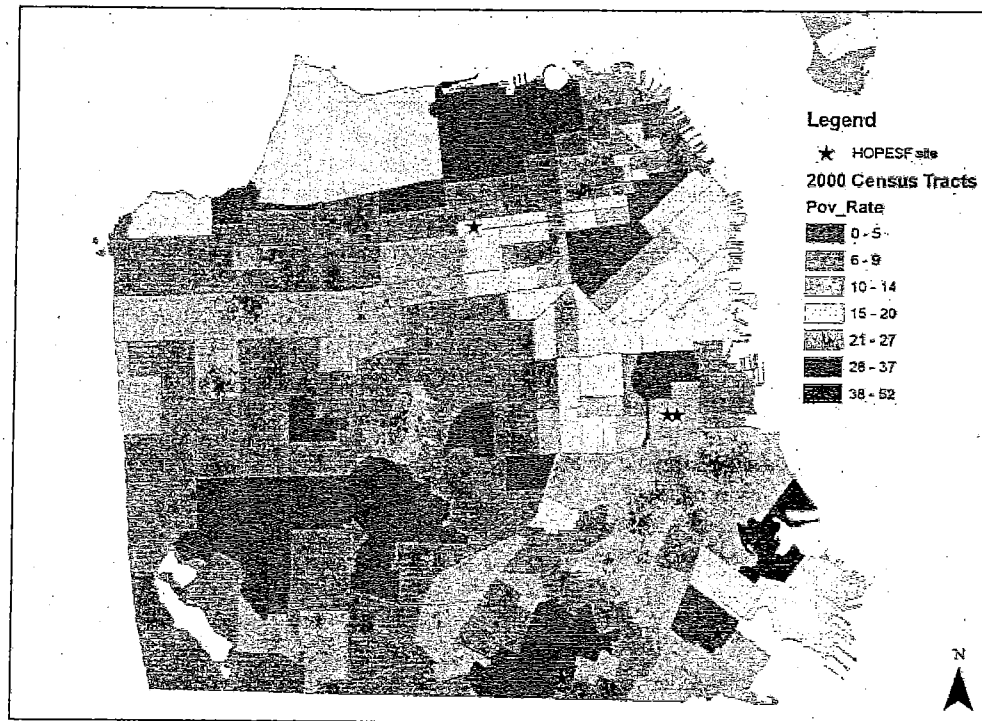 Legend
HOPESF site
2000 Census Tracts
Pov_Rate
0 - 5
6 - 9
10 - 14
15 - 20
21 - 27
28 - 37
38 - 52
N